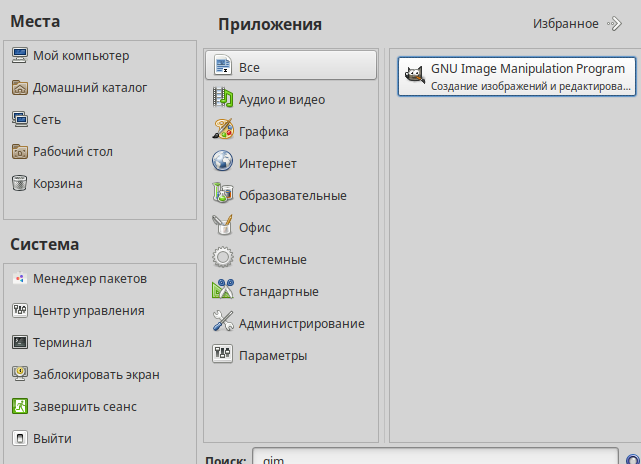 Места
Мой компьютер
Домашний каталог
Сеть
Рабочий стол
Корзина
Система
Менеджер пакетов
Центр управления
Терминал
Заблокировать экран
Завершить сеанс
Выйти
Приложения
Избранное
Все
Аудио и видео
Графика
Интернет
Образовательные
Офис
Системные
Стандартные
Администрирование
Параметры
GNU Image Manipulation Program
Создание изображений и редактирова...
Поиск: gim